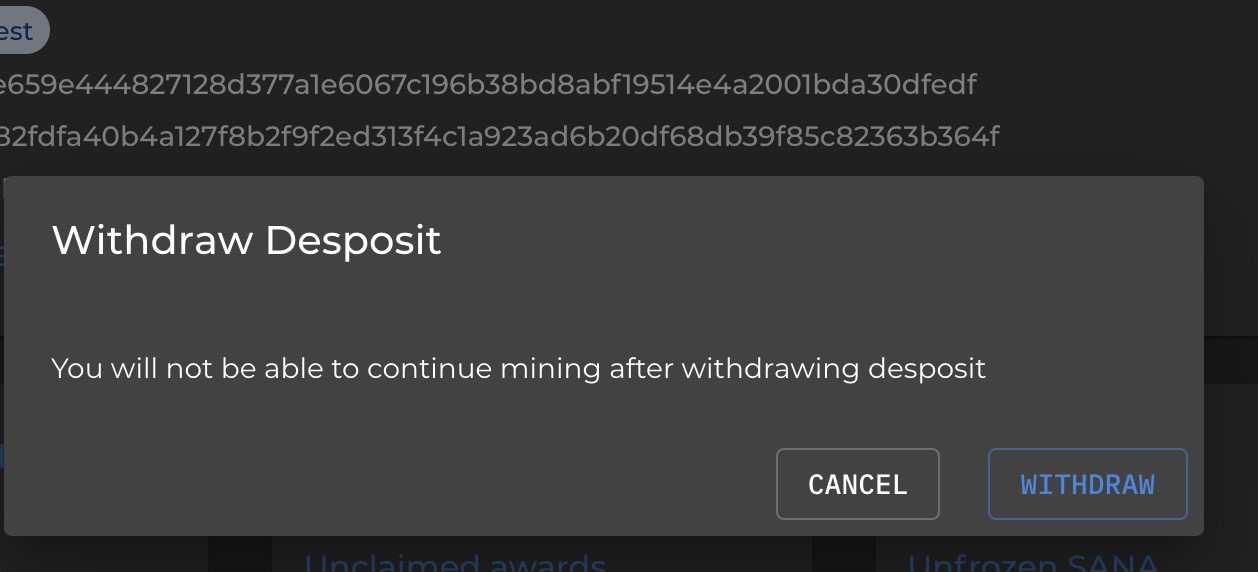 est
e659e444827128d377a1e6067c196b38bd8abf19514e4a2001bda30dfedf
82fdfa40b4a127f8b2f9f2ed313f4c1a923ad6b20df68db39f85c82363b364f
Withdraw Desposit
You will not be able to continue mining after withdrawing desposit
CANCEL
WITHDRAW
Unclaimed awards
Unfrozen SANA